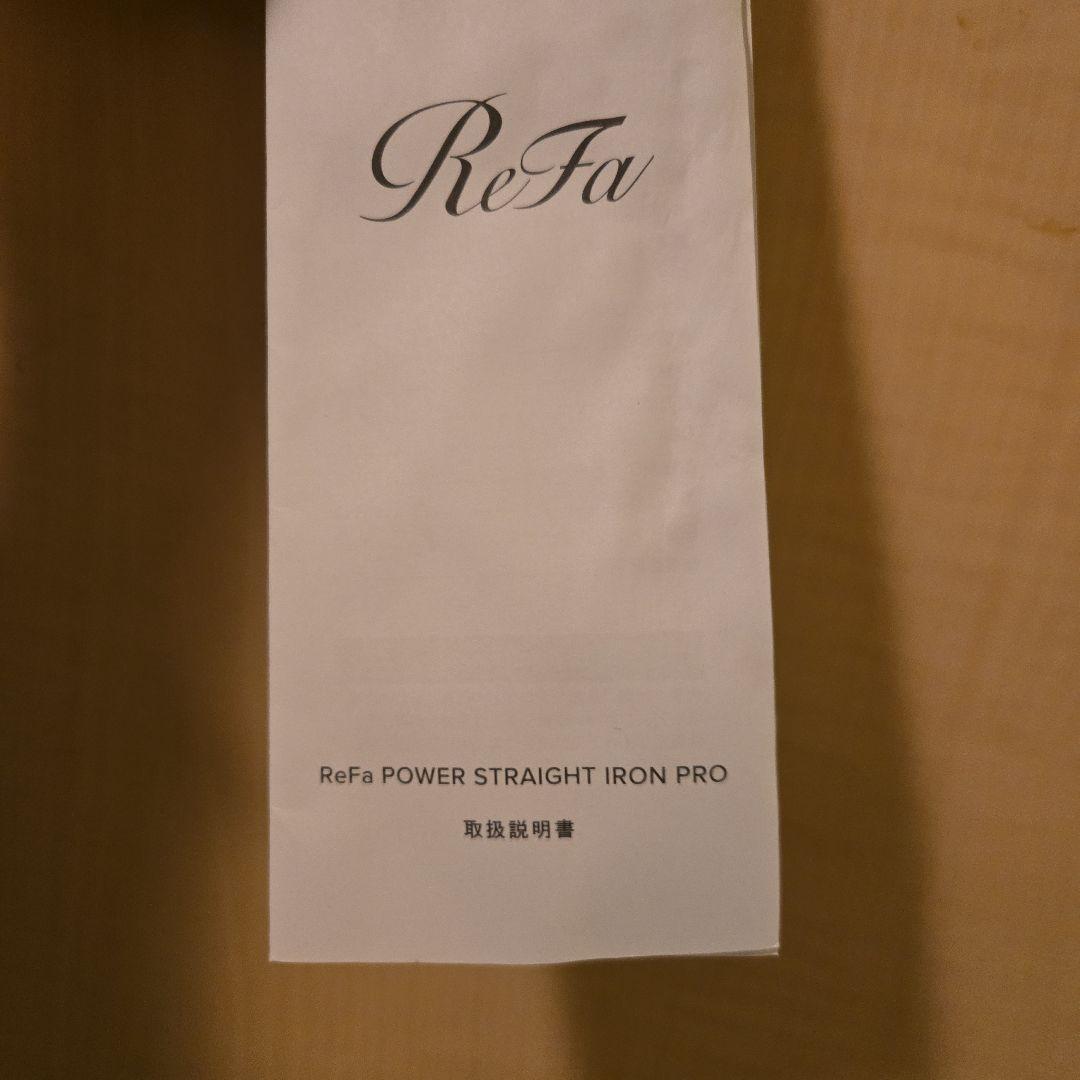 ReFa
ReFa POWER STRAIGHT IRON PRO
取扱説明書